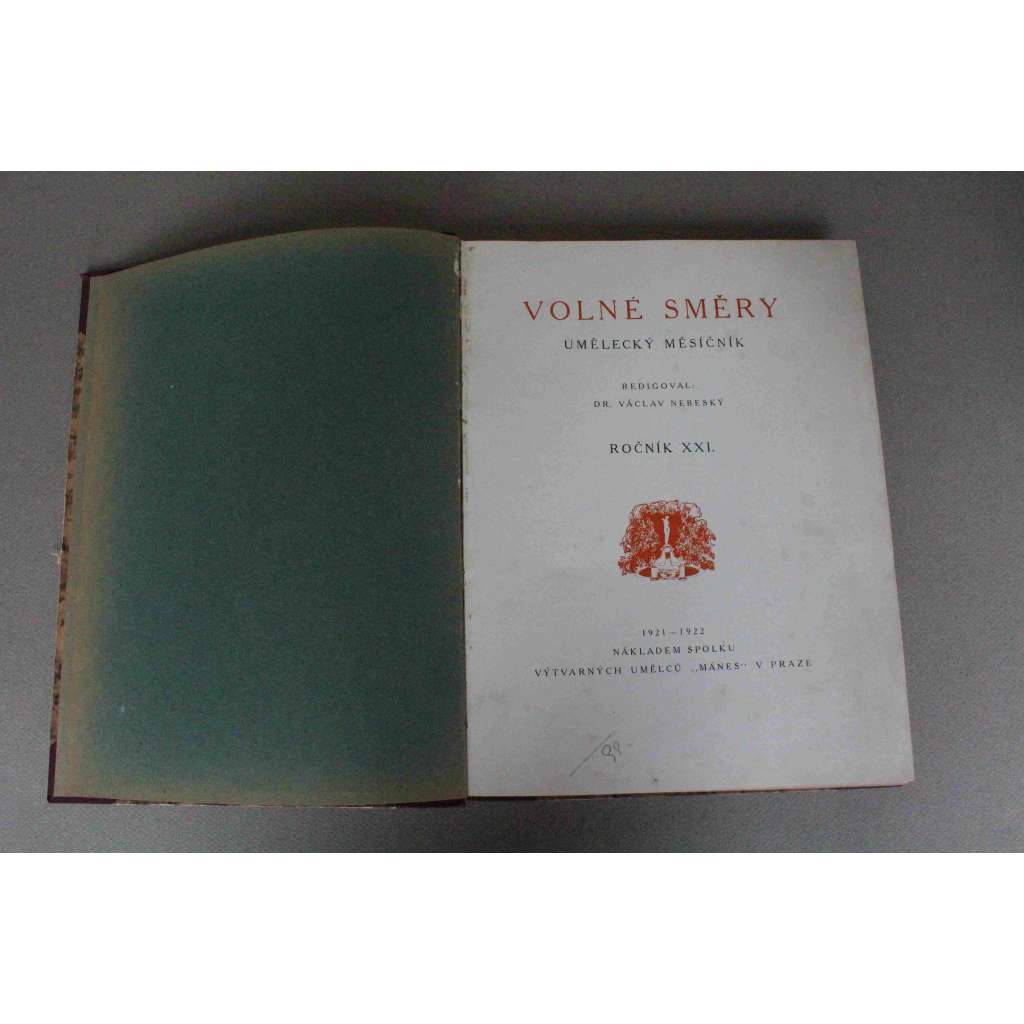 VOLNÉ SMĚRY
UMĚLECKÝ MĚSÍČNÍK
REDIGOVAL:
DR. VÁCLAV NEBESKÝ
ROČNÍK XXI.
1921–1922
NÁKLADEM SPOLKU
VÝTVARNÝCH UMĚLCŮ „MÁNES“ V PRAZE